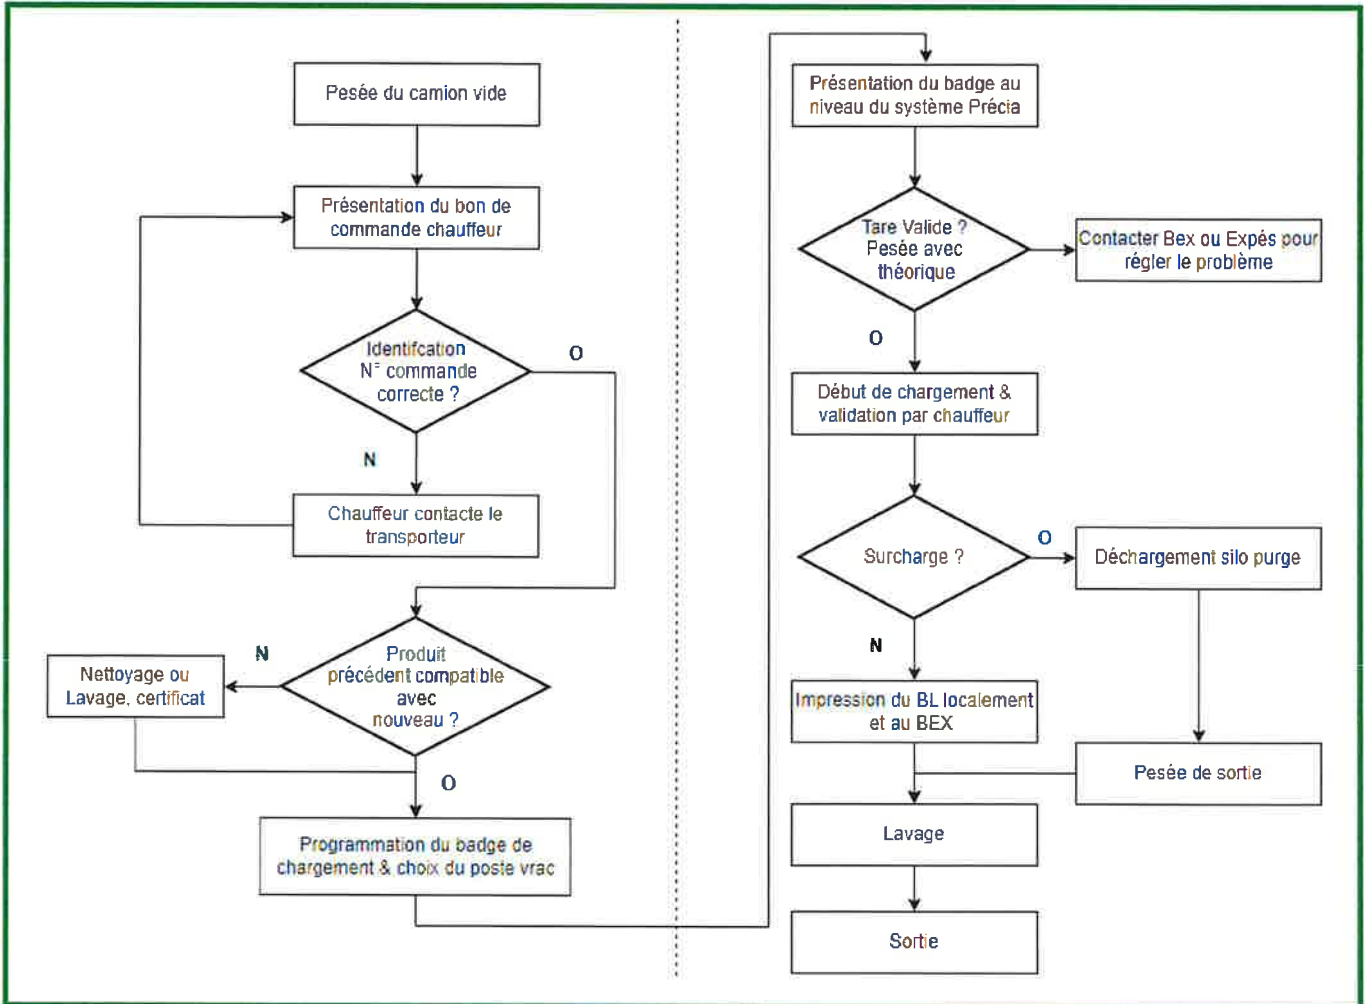 Pesée du camion vide
Présentation du bon de
commande chauffeur
Identifcation
N° commande
correcte ?
O
N
Chauffeur contacte le
transporteur
Produit
précédent compatible
avec
nouveau ?
N
Nettoyage ou
Lavage, certificat
O
Programmation du badge de
chargement & choix du poste vrac
Présentation du badge au
niveau du système Précia
Tare Valide ?
Pesée avec
théorique
Contacter Bex ou Expés pour
régler le problème
O
Début de chargement &
validation par chauffeur
Surcharge ?
O
Déchargement silo purge
N
Impression du BL localement
et au BEX
Pesée de sortie
Lavage
Sortie